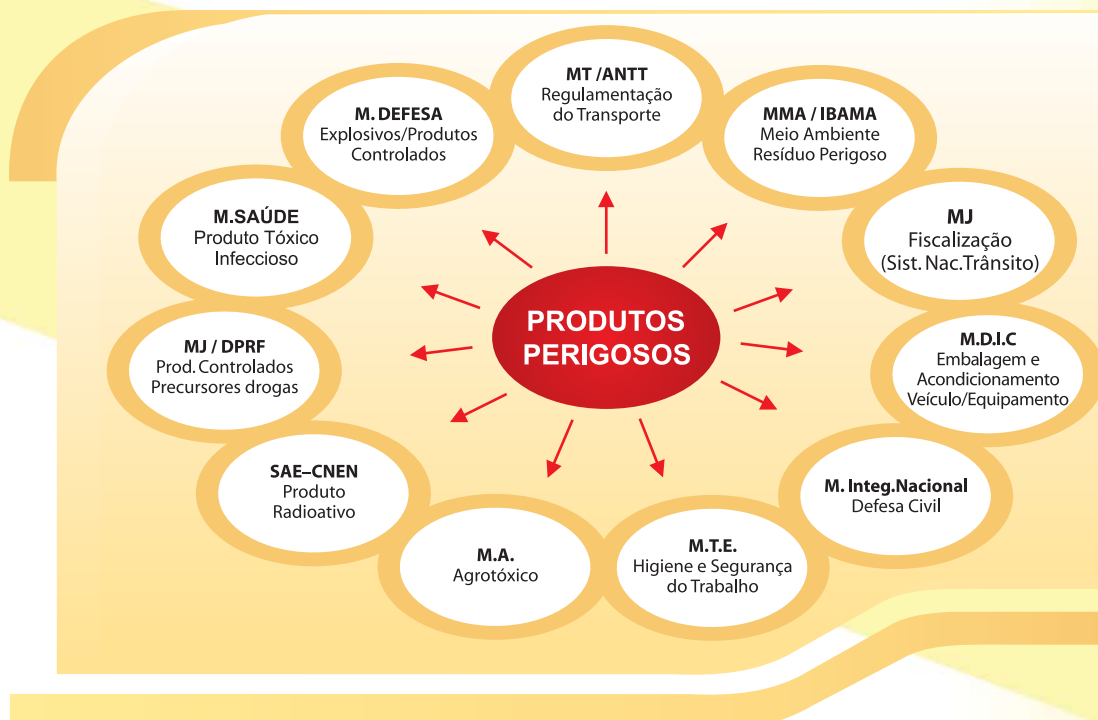 MT /ANTT
Regulamentação
do Transporte
MMA / IBAMA
Meio Ambiente
Resíduo Perigoso
MJ
Fiscalização
(Sist. Nac.Trânsito)
M.D.I.C
Embalagem e
Acondicionamento
Veículo/Equipamento
M. Integ.Nacional
Defesa Civil
M.T.E.
Higiene e Segurança
do Trabalho
M.A.
Agrotóxico
SAE–CNEN
Produto
Radioativo
MJ / DPRF
Prod. Controlados
Precursores drogas
M.SAÚDE
Produto Tóxico
Infeccioso
M. DEFESA
Explosivos/Produtos
Controlados
PRODUTOS
PERIGOSOS